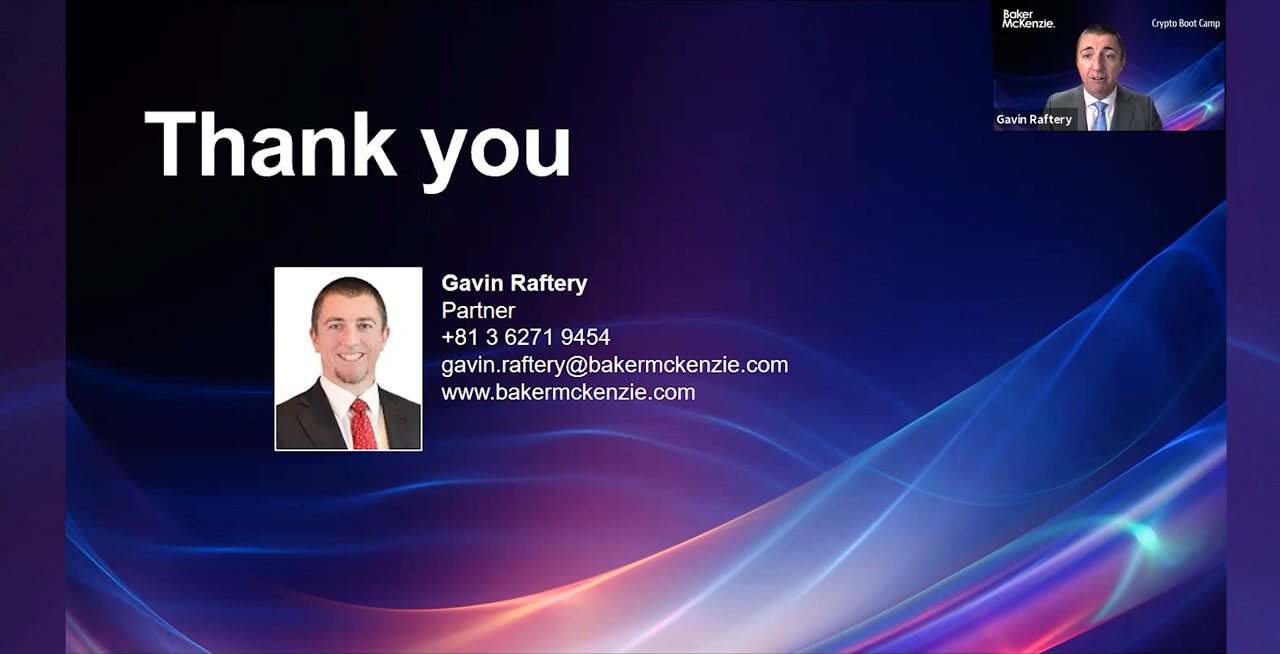 Baker
McKenzie.
Crypto Boot Camp
Gavin Raftery
Thank you
Gavin Raftery
Partner
+81 3 6271 9454
gavin.raftery@bakermckenzie.com
www.bakermckenzie.com